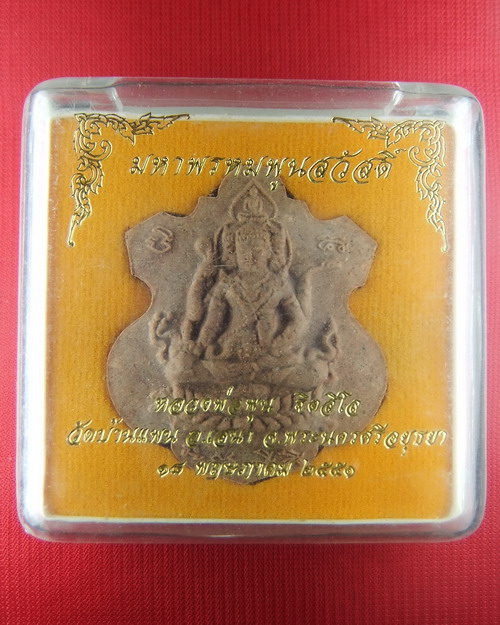 มหาพรหมพูนสวัสดิ์
หลวงพ่อพูน ฐิตสีโล
วัดบ้านแพน อ.เสนา จ.พระนครศรีอยุธยา
๑๘ พฤษภาคม ๒๕๕๑